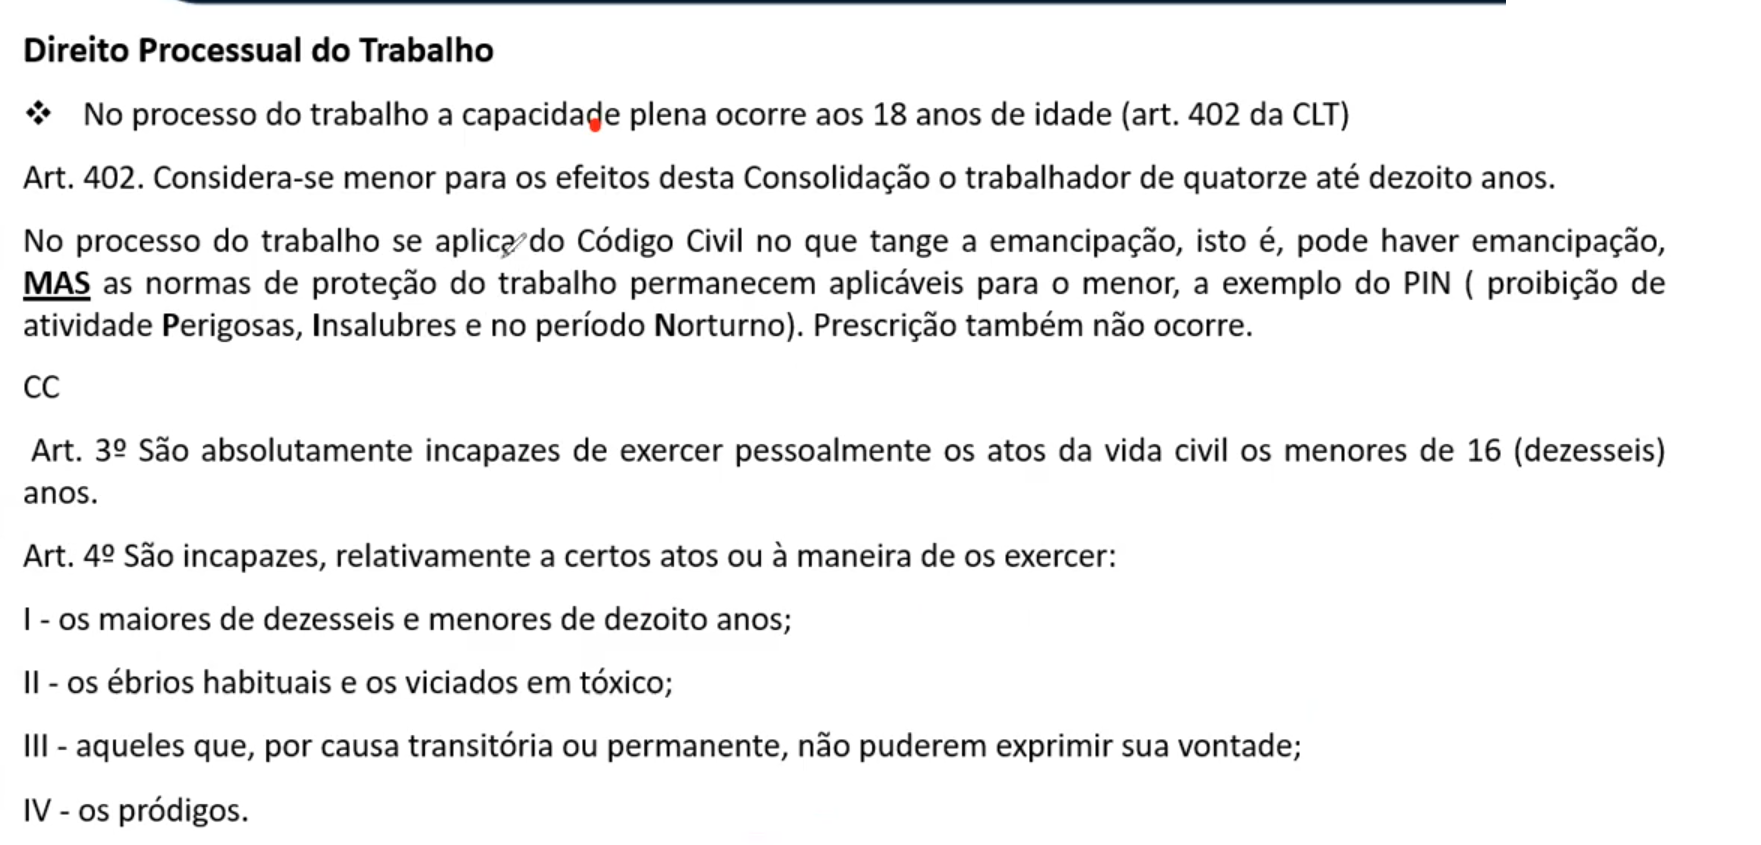 Direito Processual do Trabalho
❖ No processo do trabalho a capacidade plena ocorre aos 18 anos de idade (art. 402 da CLT)
Art. 402. Considera-se menor para os efeitos desta Consolidação o trabalhador de quatorze até dezoito anos.
No processo do trabalho se aplica do Código Civil no que tange a emancipação, isto é, pode haver emancipação,
MAS as normas de proteção do trabalho permanecem aplicáveis para o menor, a exemplo do PIN ( proibição de
atividade Perigosas, Insalubres e no período Norturno). Prescrição também não ocorre.
CC
Art. 3º São absolutamente incapazes de exercer pessoalmente os atos da vida civil os menores de 16 (dezesseis)
anos.
Art. 4º São incapazes, relativamente a certos atos ou à maneira de os exercer:
I - os maiores de dezesseis e menores de dezoito anos;
II - os ébrios habituais e os viciados em tóxico;
III - aqueles que, por causa transitória ou permanente, não puderem exprimir sua vontade;
IV - os pródigos.